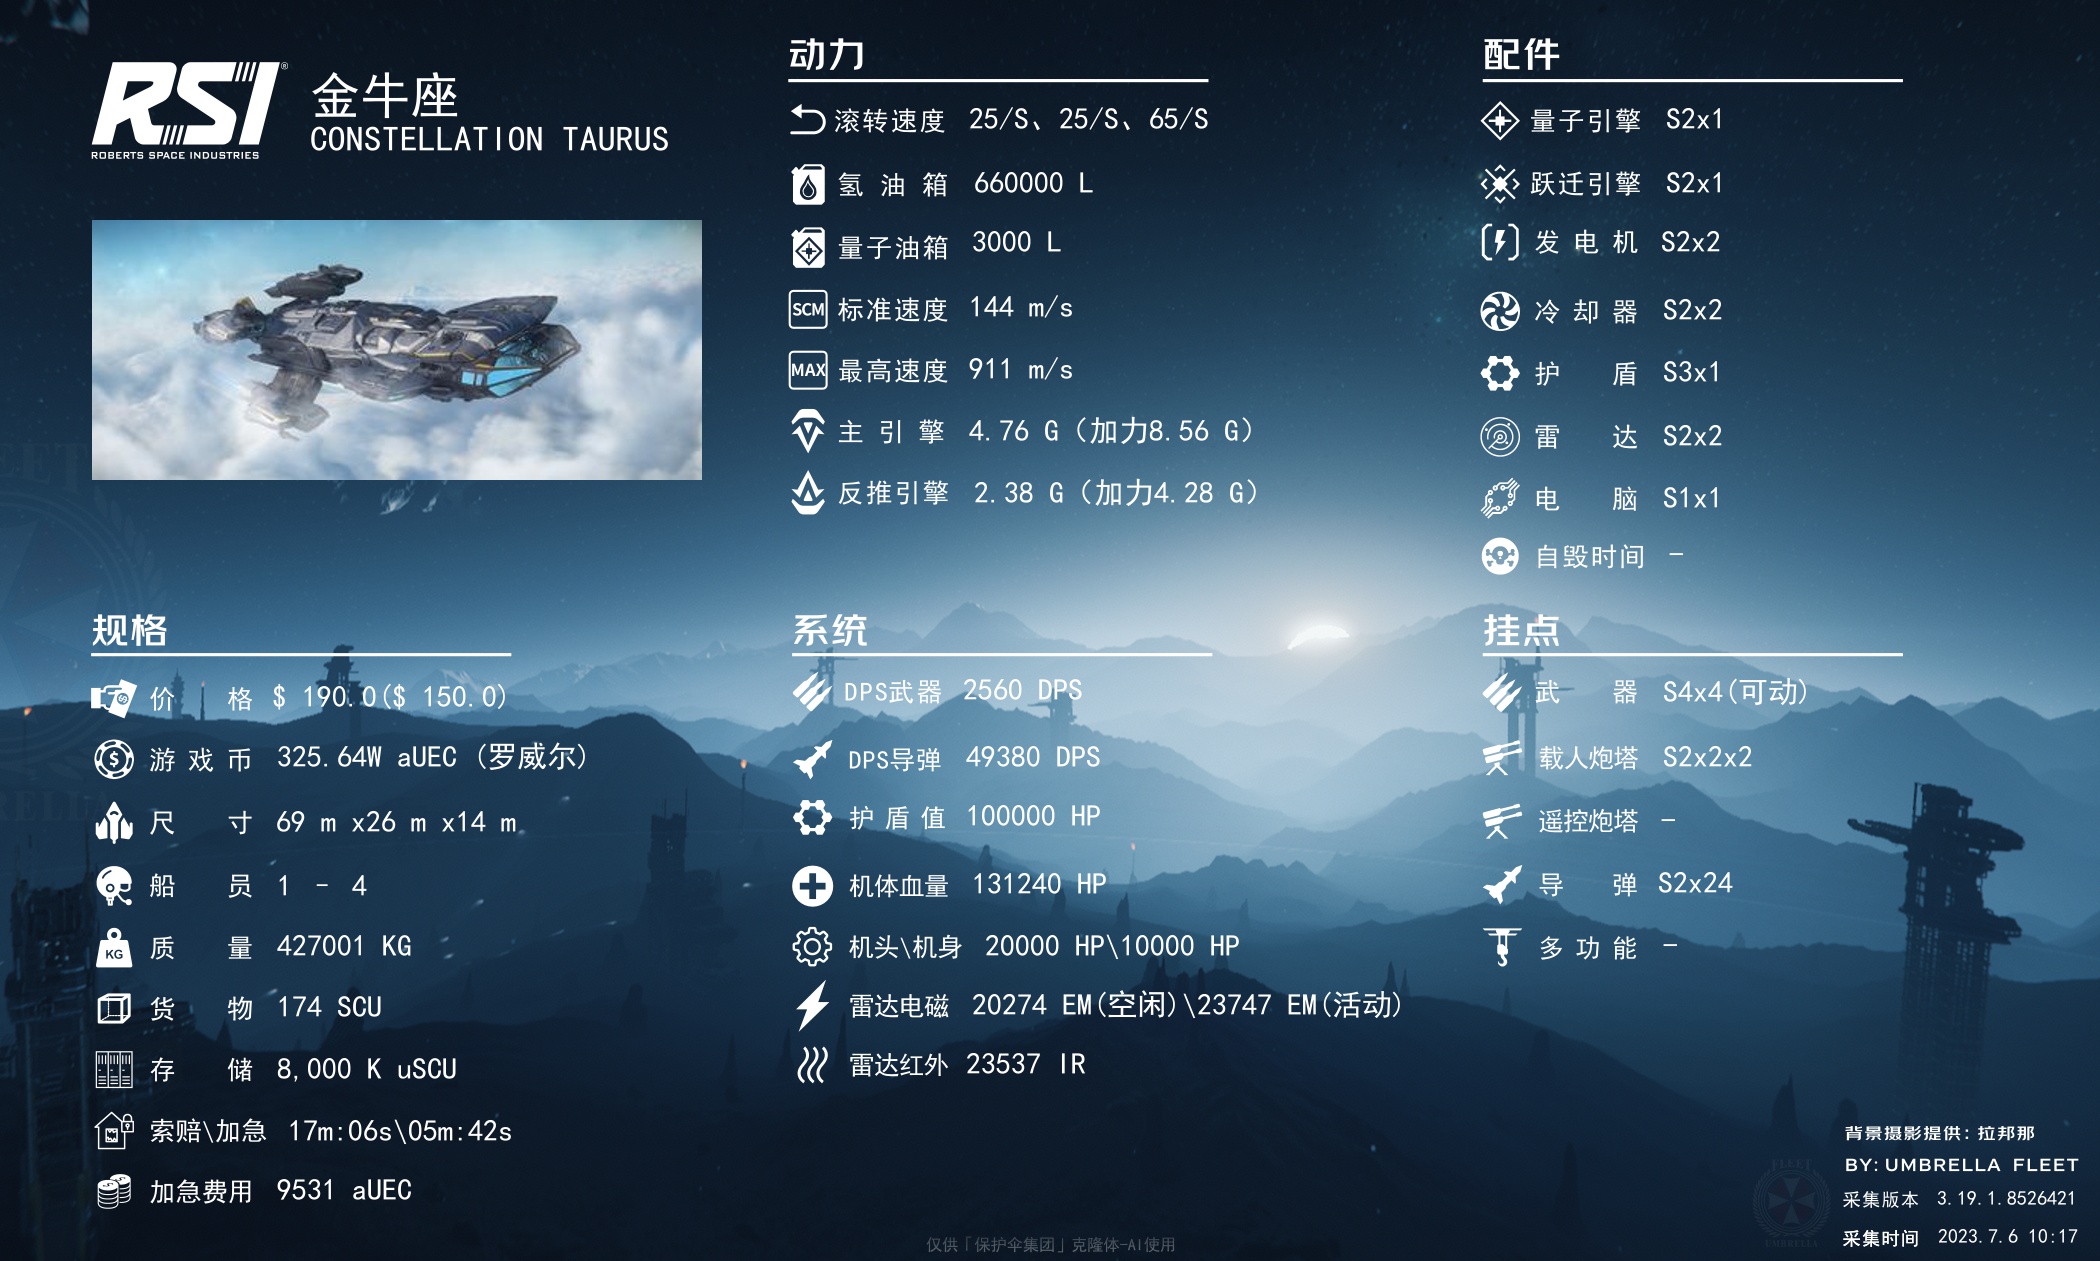 RSI®
ROBERTS SPACE INDUSTRIES
金牛座
CONSTELLATION TAURUS
动力
滚转速度 25/S、25/S、65/S
氢油箱 660000 L
量子油箱 3000 L
SCM 标准速度 144 m/s
MAX 最高速度 911 m/s
主引擎 4.76 G（加力8.56 G）
反推引擎 2.38 G（加力4.28 G）
配件
量子引擎 S2x1
跃迁引擎 S2x1
发电机 S2x2
冷却器 S2x2
护盾 S3x1
雷达 S2x2
电脑 S1x1
自毁时间 -
规格
价格 $ 190.0($ 150.0)
游戏币 325.64W aUEC (罗威尔)
尺寸 69 m x26 m x14 m
船员 1 - 4
KG 质量 427001 KG
货物 174 SCU
存储 8,000 K uSCU
索赔\加急 17m:06s\05m:42s
加急费用 9531 aUEC
系统
DPS武器 2560 DPS
DPS导弹 49380 DPS
护盾值 100000 HP
机体血量 131240 HP
机头\机身 20000 HP\10000 HP
雷达电磁 20274 EM(空闲)\23747 EM(活动)
雷达红外 23537 IR
挂点
武器 S4x4(可动)
载人炮塔 S2x2x2
遥控炮塔 -
导弹 S2x24
多功能 -
背景摄影提供: 拉邦那
BY: UMBRELLA FLEET
采集版本 3.19.1.8526421
采集时间 2023.7.6 10:17
FLEET
UMBRELLA
仅供「保护伞集团」克隆体-AI使用